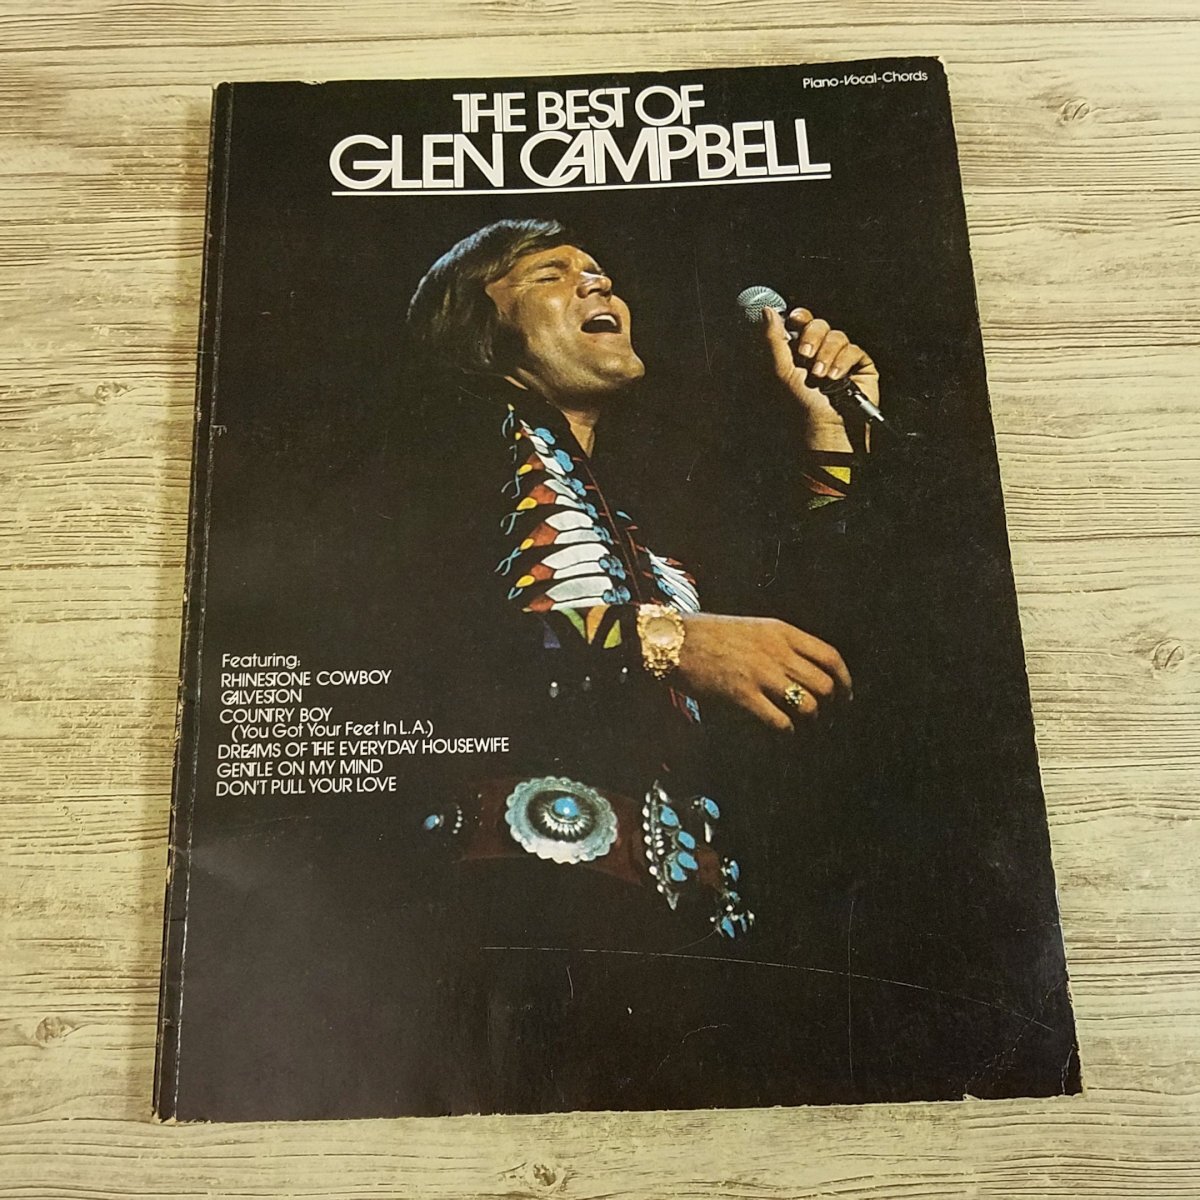 Piano-Vocal-Chords
THE BEST OF
GLEN CAMPBELL
Featuring:
RHINESTONE COWBOY
GALVESTON
COUNTRY BOY
(You Got Your Feet In L.A.)
DREAMS OF THE EVERYDAY HOUSEWIFE
GENTLE ON MY MIND
DON'T PULL YOUR LOVE